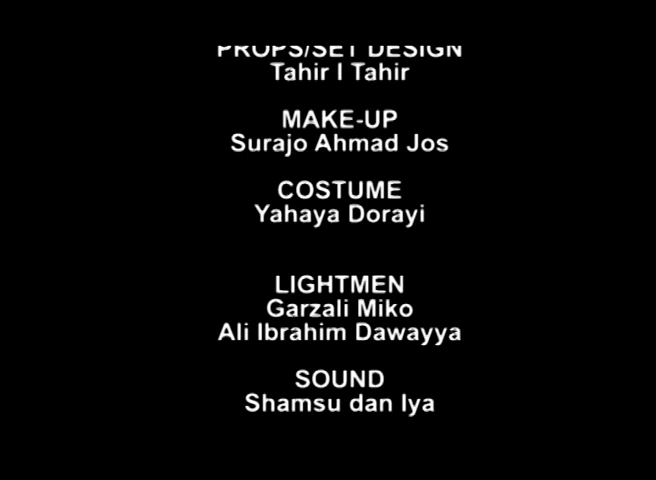 PROPS/SET DESIGN
Tahir I Tahir
MAKE-UP
Surajo Ahmad Jos
COSTUME
Yahaya Dorayi
LIGHTMEN
Garzali Miko
Ali Ibrahim Dawayya
SOUND
Shamsu dan Iya